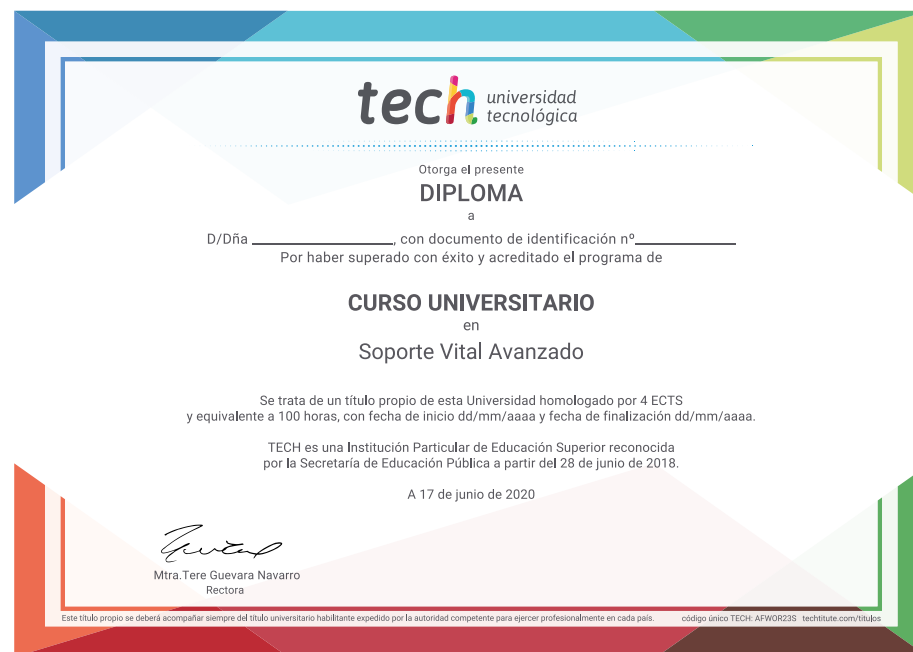 tech universidad
tecnológica
Otorga el presente
DIPLOMA
a
D/Dña ________________, con documento de identificación nº____________
Por haber superado con éxito y acreditado el programa de
CURSO UNIVERSITARIO
en
Soporte Vital Avanzado
Se trata de un título propio de esta Universidad homologado por 4 ECTS
y equivalente a 100 horas, con fecha de inicio dd/mm/aaaa y fecha de finalización dd/mm/aaaa.
TECH es una Institución Particular de Educación Superior reconocida
por la Secretaría de Educación Pública a partir del 28 de junio de 2018.
A 17 de junio de 2020
Mtra.Tere Guevara Navarro
Rectora
Este título propio se deberá acompañar siempre del título universitario habilitante expedido por la autoridad competente para ejercer profesionalmente en cada país. código único TECH: AFWOR23S techtitute.com/titulos